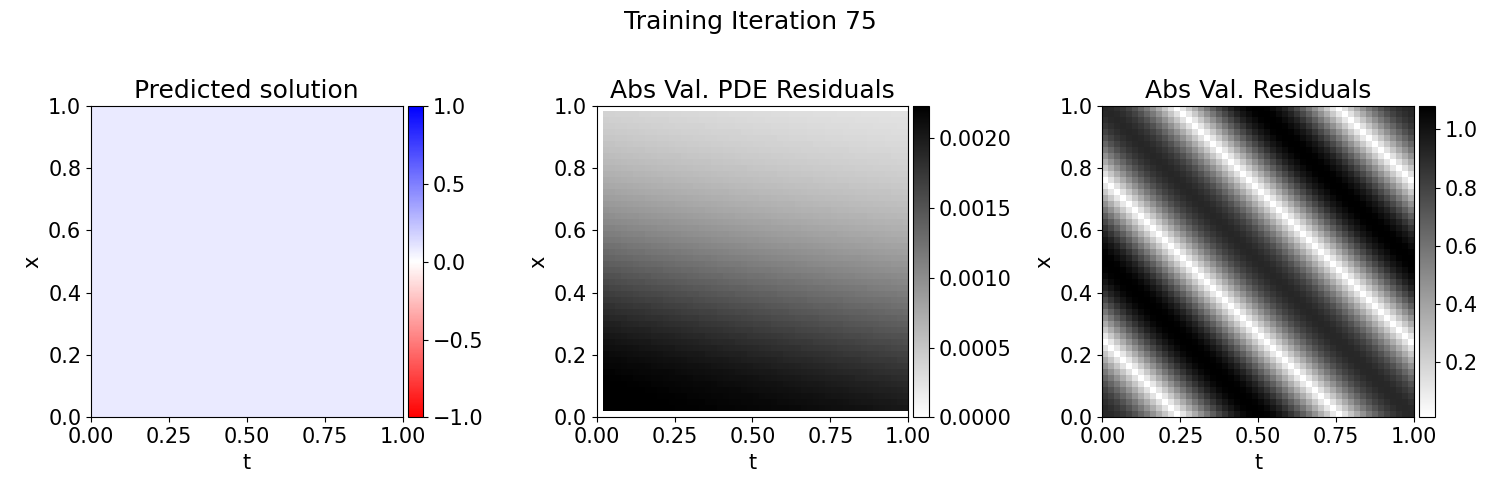 Training Iteration 75
Predicted solution
Abs Val. PDE Residuals
Abs Val. Residuals
1.0
0.8
0.6
0.4
0.2
0.0
x
0.00 0.25 0.50 0.75 1.00
t
1.0
0.5
0.0
−0.5
−1.0
1.0
0.8
0.6
0.4
0.2
0.0
x
0.00 0.25 0.50 0.75 1.00
t
0.0020
0.0015
0.0010
0.0005
0.0000
1.0
0.8
0.6
0.4
0.2
0.0
x
0.00 0.25 0.50 0.75 1.00
t
1.0
0.8
0.6
0.4
0.2